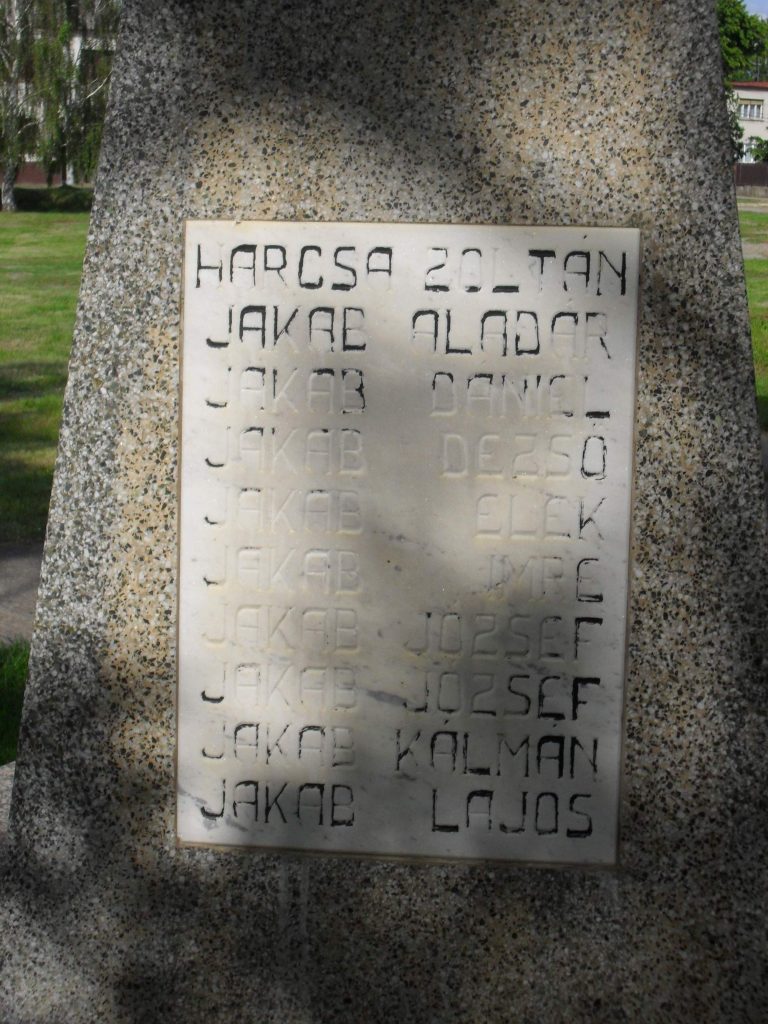 HARCSA ZOLTÁN
JAKAB ALADÁR
JAKAB DÁNIEL
JAKAB DEZSŐ
JAKAB ELEK
JAKAB IMRE
JAKAB JÓZSEF
JAKAB JÓZSEF
JAKAB KÁLMÁN
JAKAB LAJOS